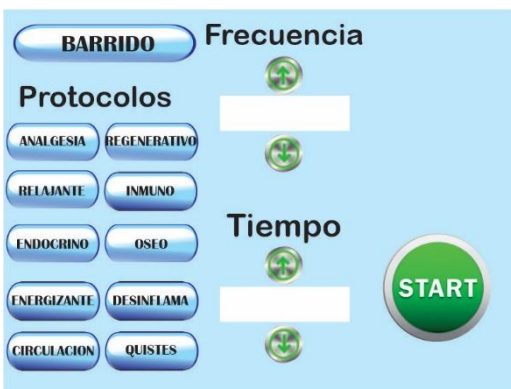 BARRIDO
Frecuencia
Protocolos
ANALGESIA
REGENERATIVO
RELAJANTE
INMUNO
ENDOCRINO
OSEO
ENERGIZANTE
DESINFLAMA
CIRCULACION
QUISTES
Tiempo
START